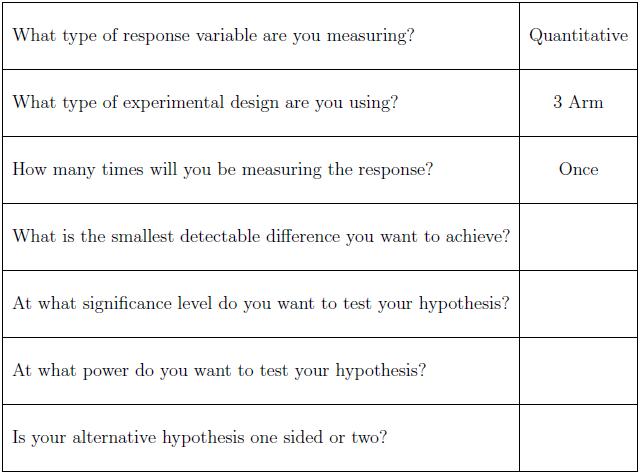 What type of response variable are you measuring? Quantitative
What type of experimental design are you using? 3 Arm
How many times will you be measuring the response? Once
What is the smallest detectable difference you want to achieve?
At what significance level do you want to test your hypothesis?
At what power do you want to test your hypothesis?
Is your alternative hypothesis one sided or two?